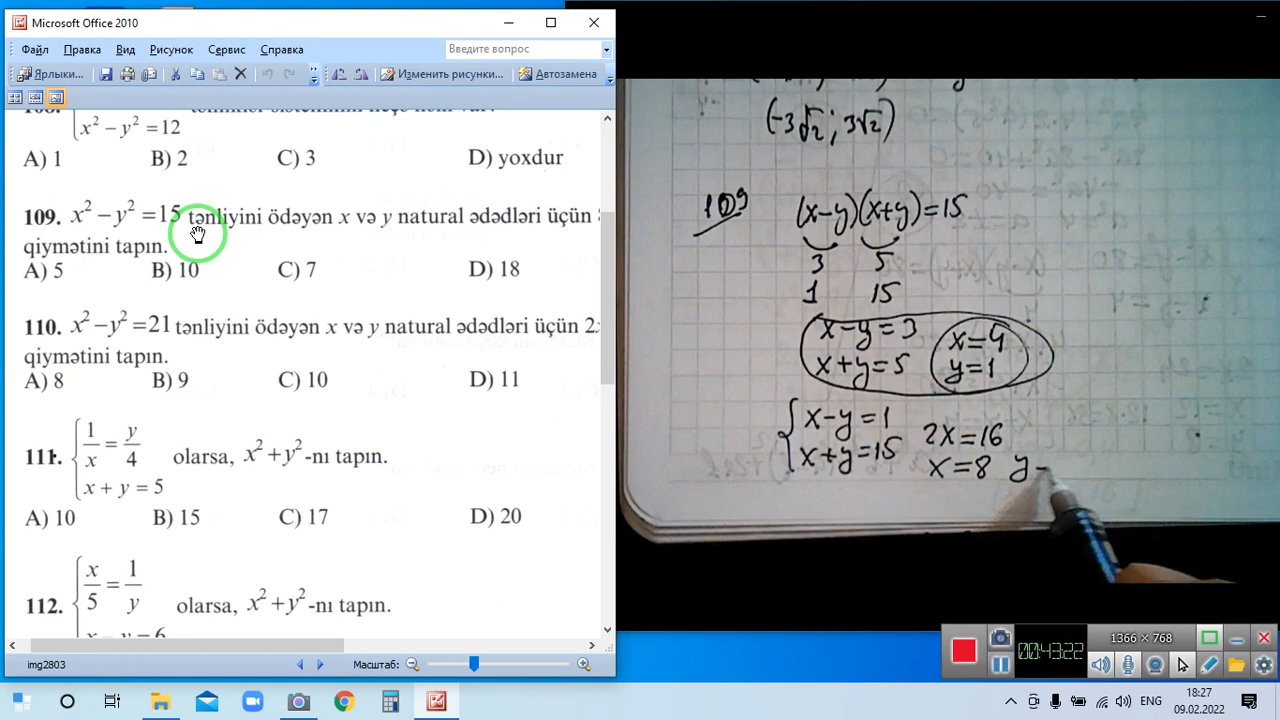 Microsoft Office 2010
Файл Правка Вид Рисунок Сервис Справка
Введите вопрос
Ярлыки... Изменить рисунки... Автозамена
x² − y² = 12
A) 1 B) 2 C) 3 D) yoxdur
109. x² − y² = 15 tənliyini ödəyən x və y natural ədədləri üçün
qiymətini tapın.
A) 5 B) 10 C) 7 D) 18
110. x² − y² = 21 tənliyini ödəyən x və y natural ədədləri üçün 2
qiymətini tapın.
A) 8 B) 9 C) 10 D) 11
111. { 1/x = y/4
x + y = 5 olarsa, x² + y² -nı tapın.
A) 10 B) 15 C) 17 D) 20
112. { x/5 = 1/y olarsa, x² + y² -nı tapın.
x − y = 6
img2803 Масштаб:
(-3√2 ; 3√2)
109 (x−y)(x+y)=15
3 5
1 15
x−y=3 x=4
x+y=5 y=1
x−y=1 2x=16
x+y=15 x=8 y-
00:43:22 1366 × 768
ENG 18:27
09.02.2022